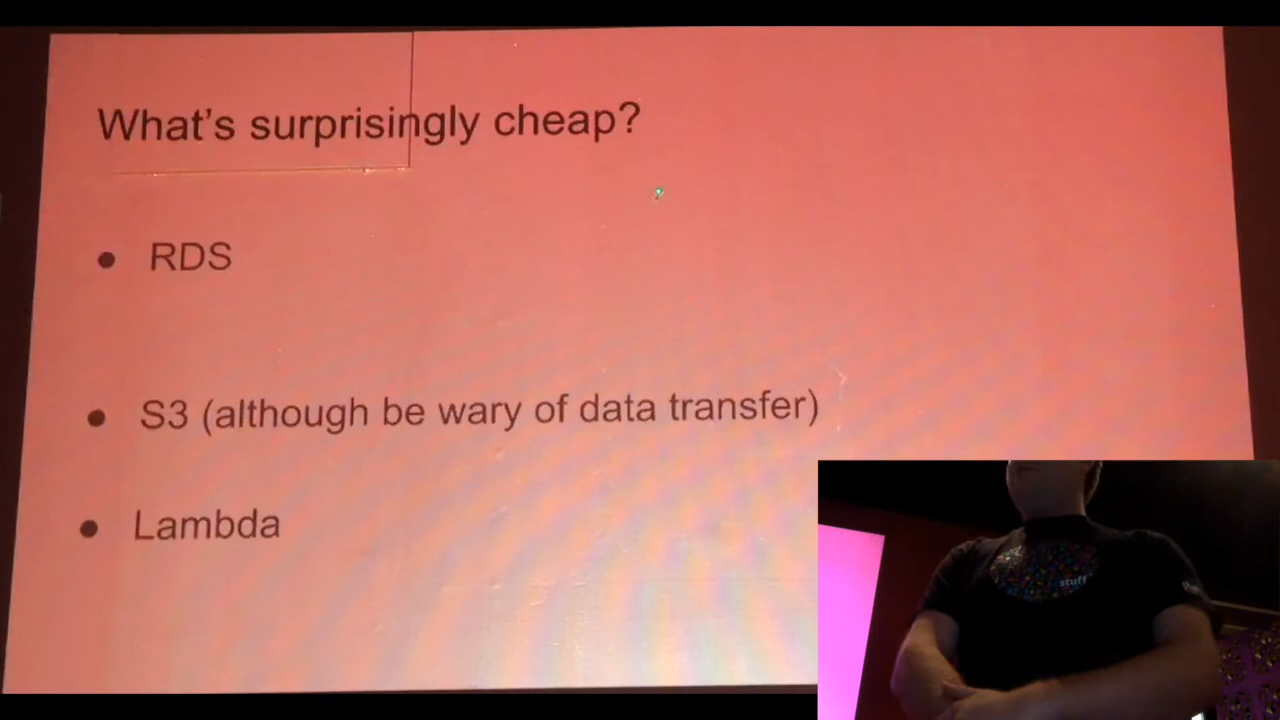 What's surprisingly cheap?
● RDS
● S3 (although be wary of data transfer)
● Lambda
stuff